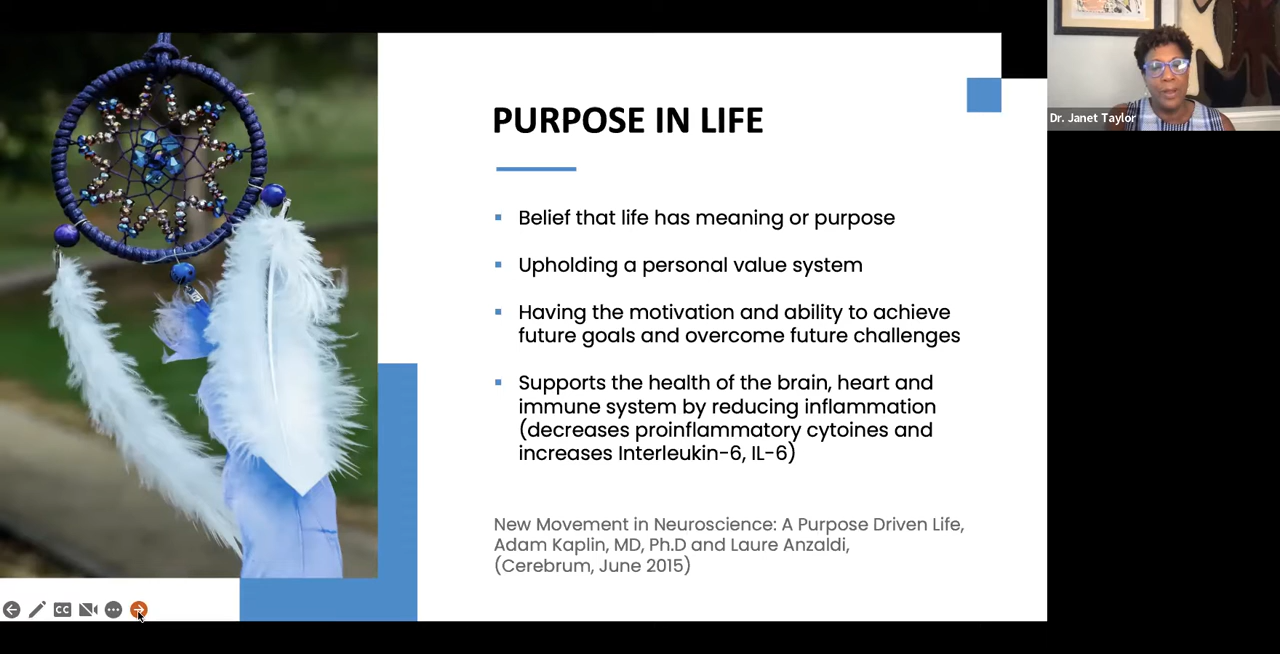 PURPOSE IN LIFE
Belief that life has meaning or purpose
Upholding a personal value system
Having the motivation and ability to achieve
future goals and overcome future challenges
Supports the health of the brain, heart and
immune system by reducing inflammation
(decreases proinflammatory cytoines and
increases Interleukin-6, IL-6)
New Movement in Neuroscience: A Purpose Driven Life,
Adam Kaplin, MD, Ph.D and Laure Anzaldi,
(Cerebrum, June 2015)
Dr. Janet Taylor
CC